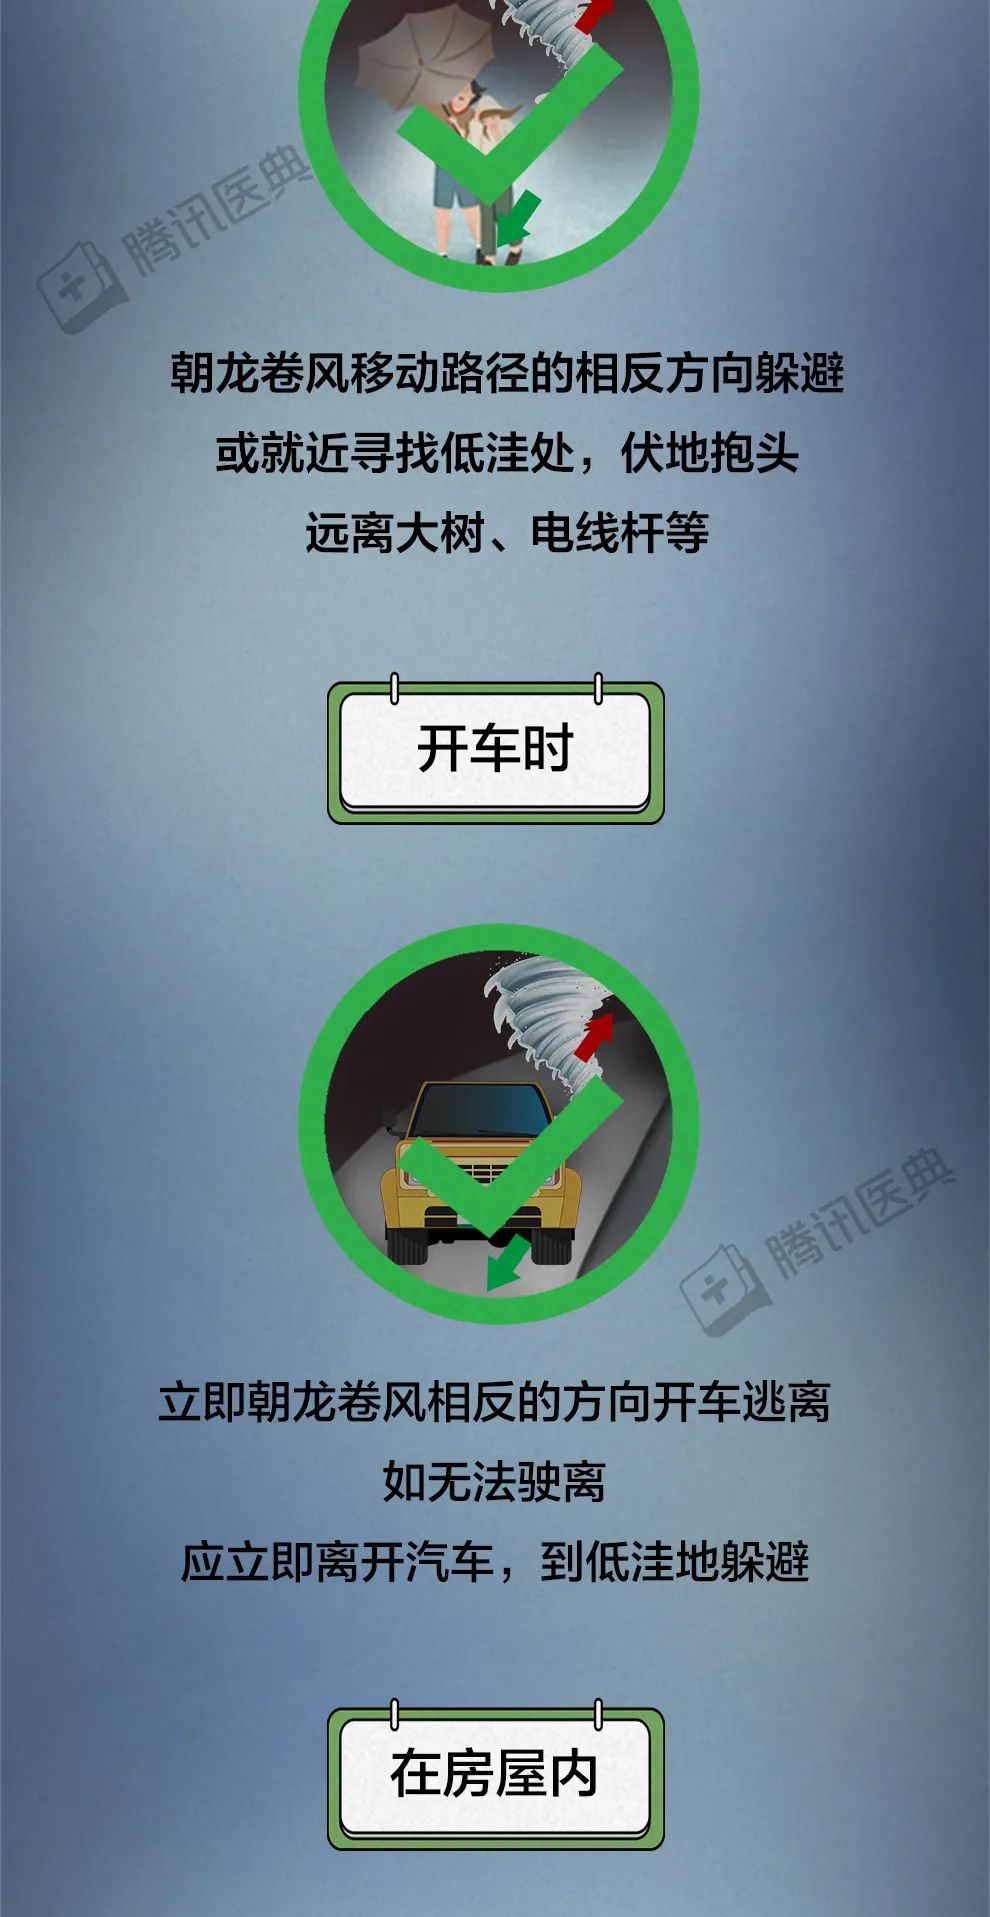 腾讯医典
朝龙卷风移动路径的相反方向躲避
或就近寻找低洼处，伏地抱头
远离大树、电线杆等
开车时
腾讯医典
立即朝龙卷风相反的方向开车逃离
如无法驶离
应立即离开汽车，到低洼地躲避
在房屋内